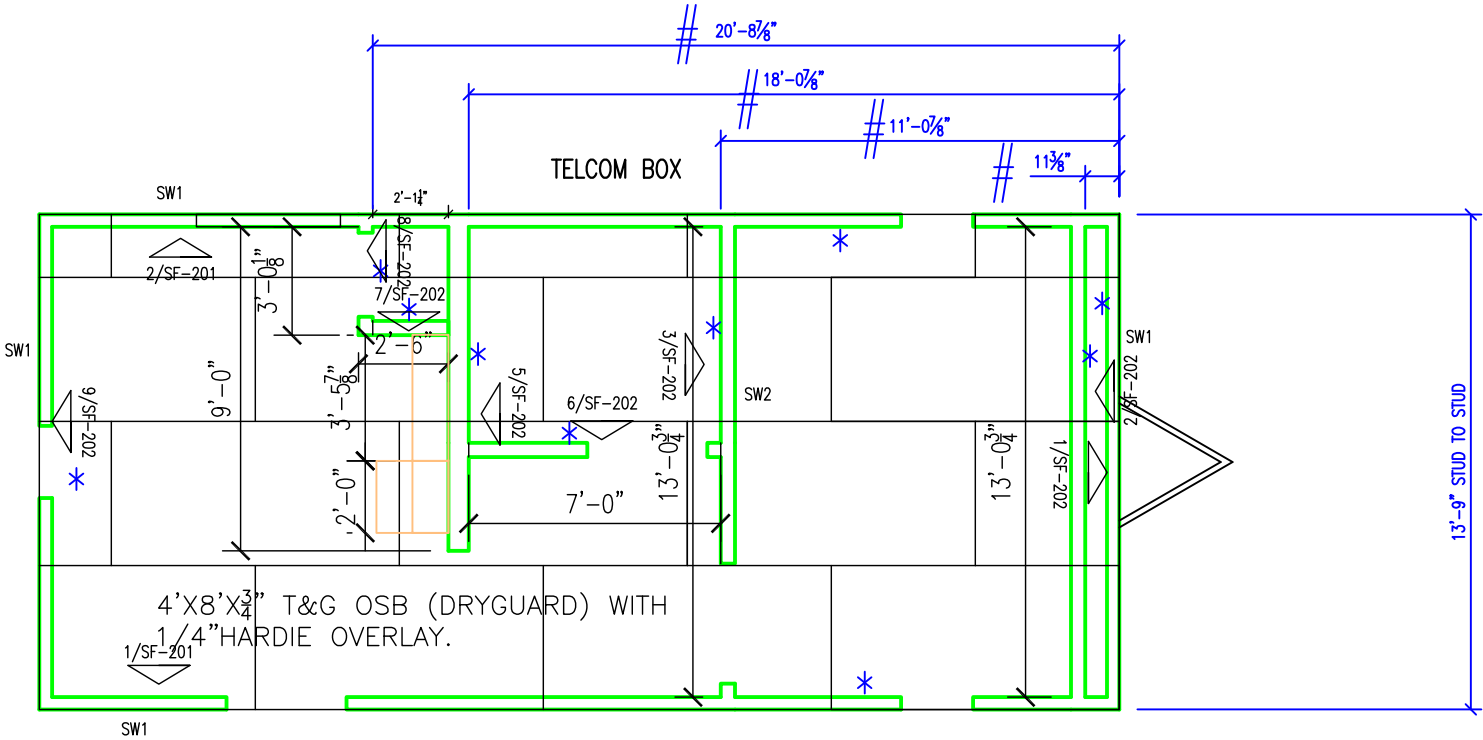 20'-8⅞"
18'-0⅞"
11'-0⅞"
11⅜"
TELCOM BOX
SW1
2'-1¼"
8/SF-202
2/SF-201
3'-0⅛"
7/SF-202
2'-6"
SW1
SW1
9'-0"
3'-5⅞"
3/SF-202
2/SF-202
SW2
9/SF-202
5/SF-202
6/SF-202
13'-0¾"
13'-0¾"
1/SF-202
13'-9" STUD TO STUD
2'-0"
7'-0"
4'X8'X¾" T&G OSB (DRYGUARD) WITH
1/4"HARDIE OVERLAY.
1/SF-201
SW1